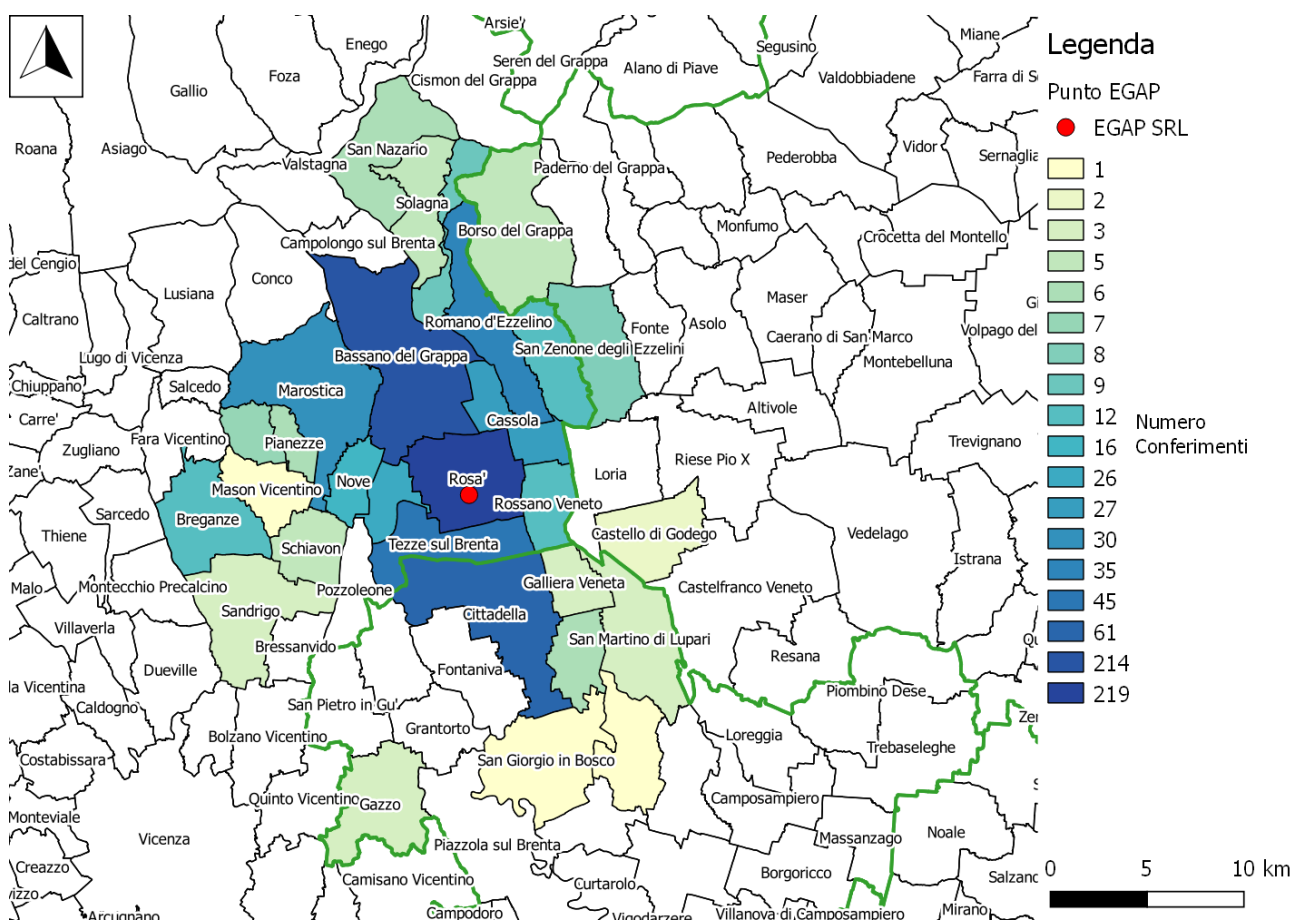 Arsie'
Enego
Seren del Grappa
Segusino
Miane
Foza
Cismon del Grappa
Alano di Piave
Valdobbiadene
Farra di S
Gallio
Roana
Asiago
San Nazario
Valstagna
Pederobba
Vidor
Sernaglia
Paderno del Grappa
Solagna
Campolongo sul Brenta
Borso del Grappa
Monfumo
Crocetta del Montello
del Cengio
Conco
Lusiana
Maser
Caltrano
Romano d'Ezzelino
Fonte
Asolo
Caerano di San Marco
Volpago del
Gi
Lugo di Vicenza
Bassano del Grappa
San Zenone degli Ezzelini
Montebelluna
Chiuppano
Salcedo
Marostica
Carre'
Cassola
Altivole
Zugliano
Fara Vicentino
Pianezze
Trevignano
Zane'
Mason Vicentino
Nove
Rosa'
Loria
Riese Pio X
Sarcedo
Breganze
Rossano Veneto
Thiene
Schiavon
Tezze sul Brenta
Castello di Godego
Vedelago
Istrana
Malo
Montecchio Precalcino
Pozzoleone
Galliera Veneta
Castelfranco Veneto
Sandrigo
Cittadella
Villaverla
Bressanvido
San Martino di Lupari
Qu
Dueville
Fontaniva
Resana
la Vicentina
Caldogno
San Pietro in Gu'
Piombino Dese
Bolzano Vicentino
Grantorto
Loreggia
Zer
Costabissara
San Giorgio in Bosco
Trebaseleghe
Quinto Vicentino
Gazzo
Camposampiero
S
Monteviale
Vicenza
Piazzola sul Brenta
Massanzago
Noale
Creazzo
Camisano Vicentino
Curtarolo
Borgoricco
Salzano
vizzo
Arcugnano
Campodoro
Vigodarzere
Villanova di Camposampiero
Mirano
Legenda
Punto EGAP
EGAP SRL
1
2
3
5
6
7
8
9
12
16
26
27
30
35
45
61
214
219
Numero
Conferimenti
0 5 10 km